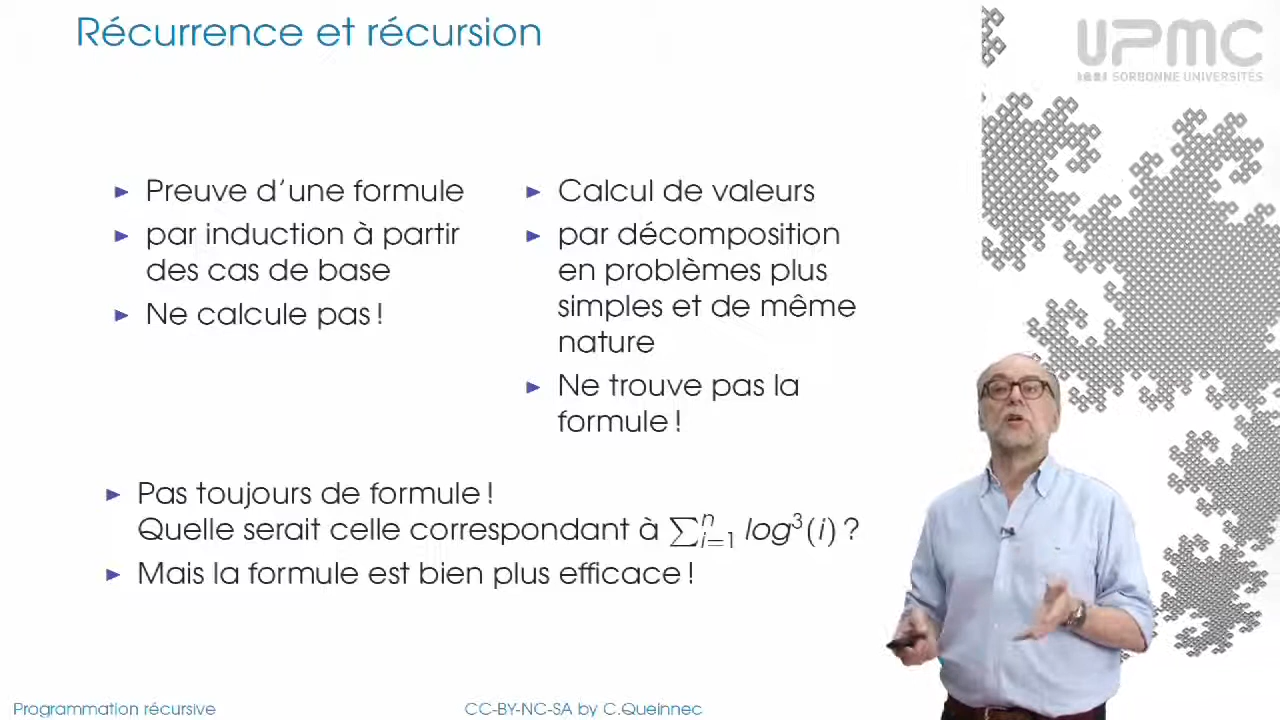 Récurrence et récursion
UPMC
SORBONNE UNIVERSITÉS
▶ Preuve d'une formule
▶ par induction à partir
des cas de base
▶ Ne calcule pas !
▶ Calcul de valeurs
▶ par décomposition
en problèmes plus
simples et de même
nature
▶ Ne trouve pas la
formule !
▶ Pas toujours de formule !
Quelle serait celle correspondant à ∑ⁿᵢ₌₁ log³(i) ?
▶ Mais la formule est bien plus efficace !
Programmation récursive
CC-BY-NC-SA by C.Queinnec